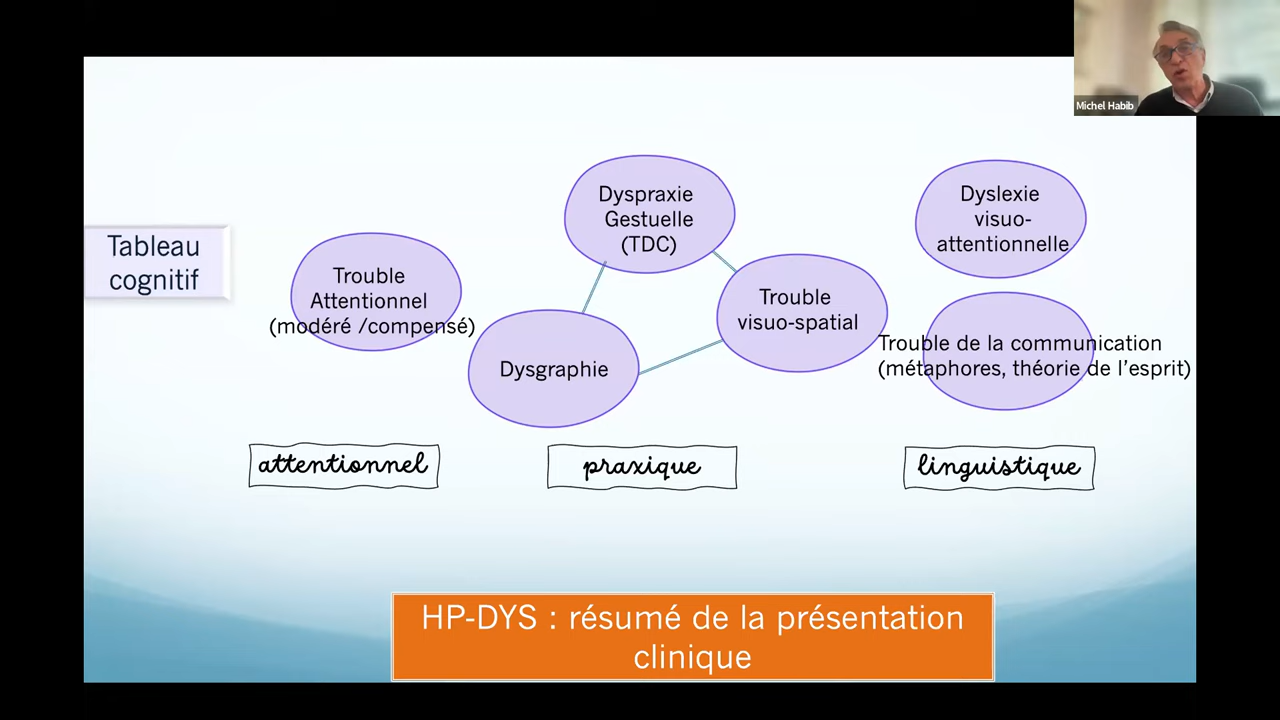 Michel Habib
Tableau
cognitif
Trouble
Attentionnel
(modéré /compensé)
Dyspraxie
Gestuelle
(TDC)
Dysgraphie
Trouble
visuo-spatial
Dyslexie
visuo-
attentionnelle
Trouble de la communication
(métaphores, théorie de l’esprit)
attentionnel
praxique
linguistique
HP-DYS : résumé de la présentation
clinique